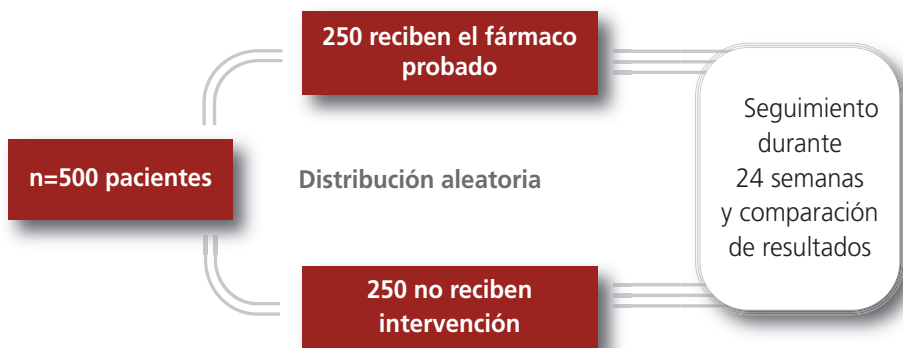 250 reciben el fármaco
probado
n=500 pacientes
Distribución aleatoria
Seguimiento
durante
24 semanas
y comparación
de resultados
250 no reciben
intervención